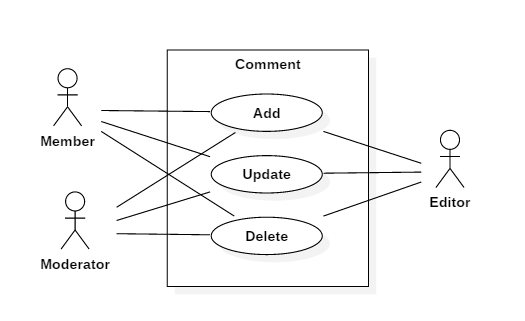 Comment
Add
Member
Update
Editor
Delete
Moderator